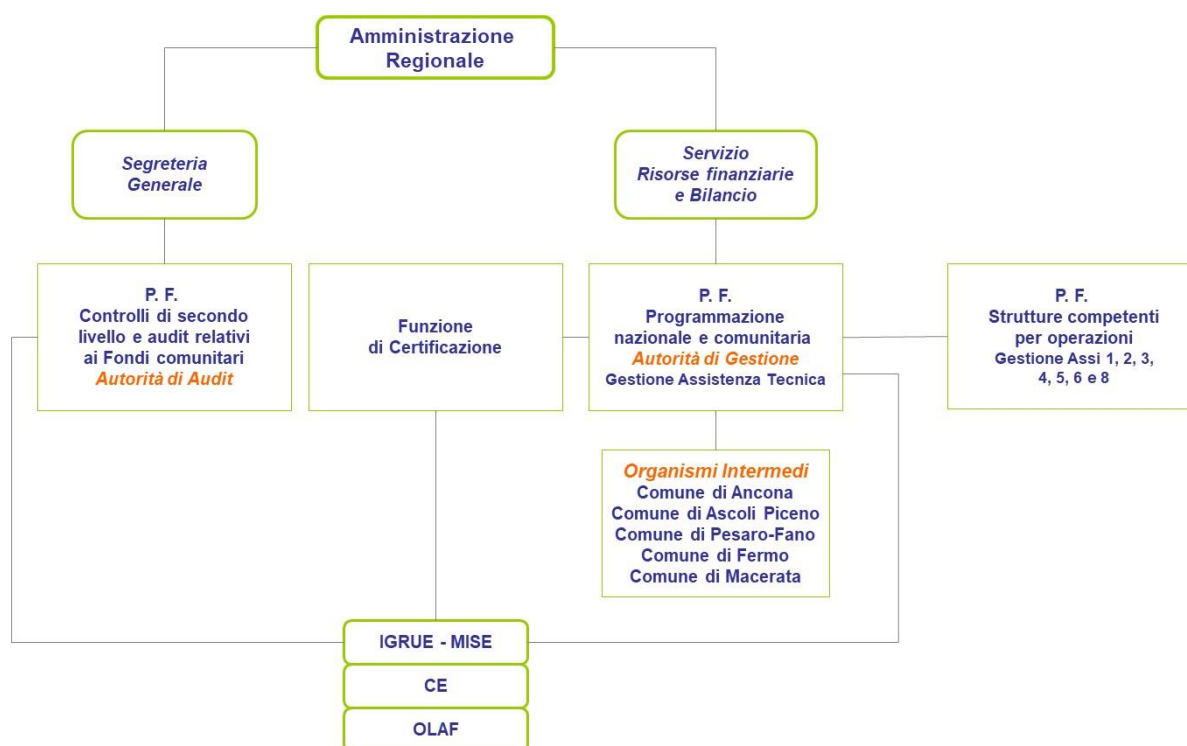 Amministrazione
Regionale
Segreteria
Generale
Servizio
Risorse finanziarie
e Bilancio
P. F.
Controlli di secondo
livello e audit relativi
ai Fondi comunitari
Autorità di Audit
Funzione
di Certificazione
P. F.
Programmazione
nazionale e comunitaria
Autorità di Gestione
Gestione Assistenza Tecnica
P. F.
Strutture competenti
per operazioni
Gestione Assi 1, 2, 3,
4, 5, 6 e 8
Organismi Intermedi
Comune di Ancona
Comune di Ascoli Piceno
Comune di Pesaro-Fano
Comune di Fermo
Comune di Macerata
IGRUE - MISE
CE
OLAF